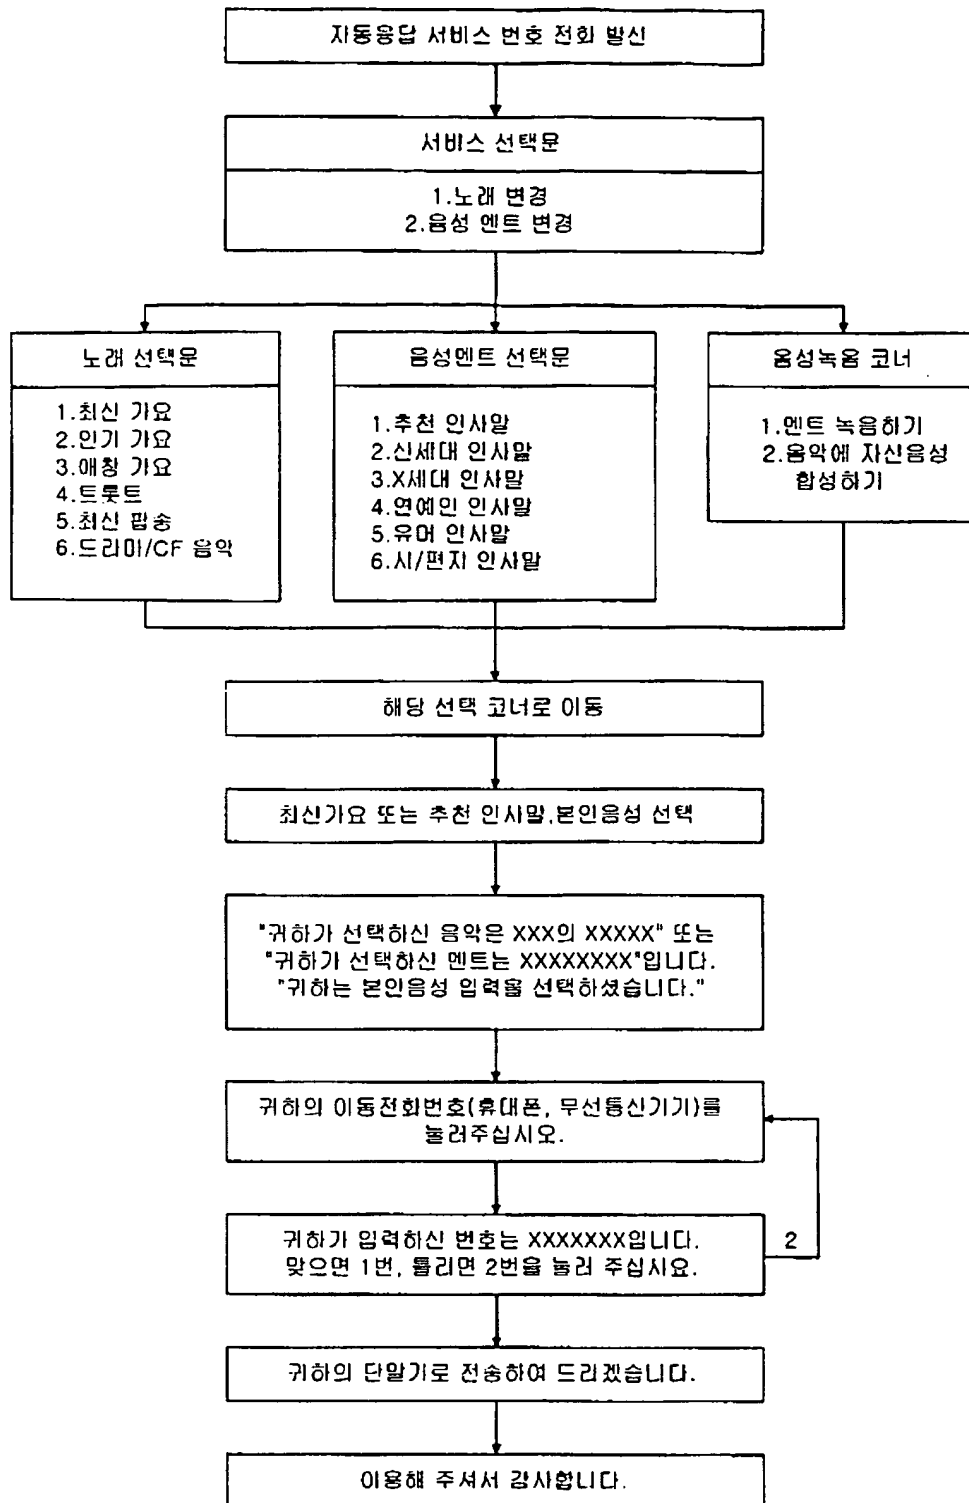 자동응답 서비스 번호 전화 발신
서비스 선택문
1.노래 변경
2.음성 멘트 변경
노래 선택문
1.최신 가요
2.인기 가요
3.애창 가요
4.트롯트
5.최신 팝송
6.드라마/CF 음악
음성멘트 선택문
1.추천 인사말
2.신세대 인사말
3.X세대 인사말
4.연예인 인사말
5.유머 인사말
6.시/편지 인사말
음성녹음 코너
1.멘트 녹음하기
2.음악에 자신음성
합성하기
해당 선택 코너로 이동
최신가요 또는 추천 인사말,본인음성 선택
"귀하가 선택하신 음악은 XXX의 XXXXX" 또는
"귀하가 선택하신 멘트는 XXXXXXXX"입니다.
"귀하는 본인음성 입력을 선택하셨습니다."
귀하의 이동전화번호(휴대폰, 무선통신기기)를
눌러주십시오.
귀하가 입력하신 번호는 XXXXXXX입니다.
맞으면 1번, 틀리면 2번을 눌러 주십시요.
2
귀하의 단말기로 전송하여 드리겠습니다.
이용해 주셔서 감사합니다.